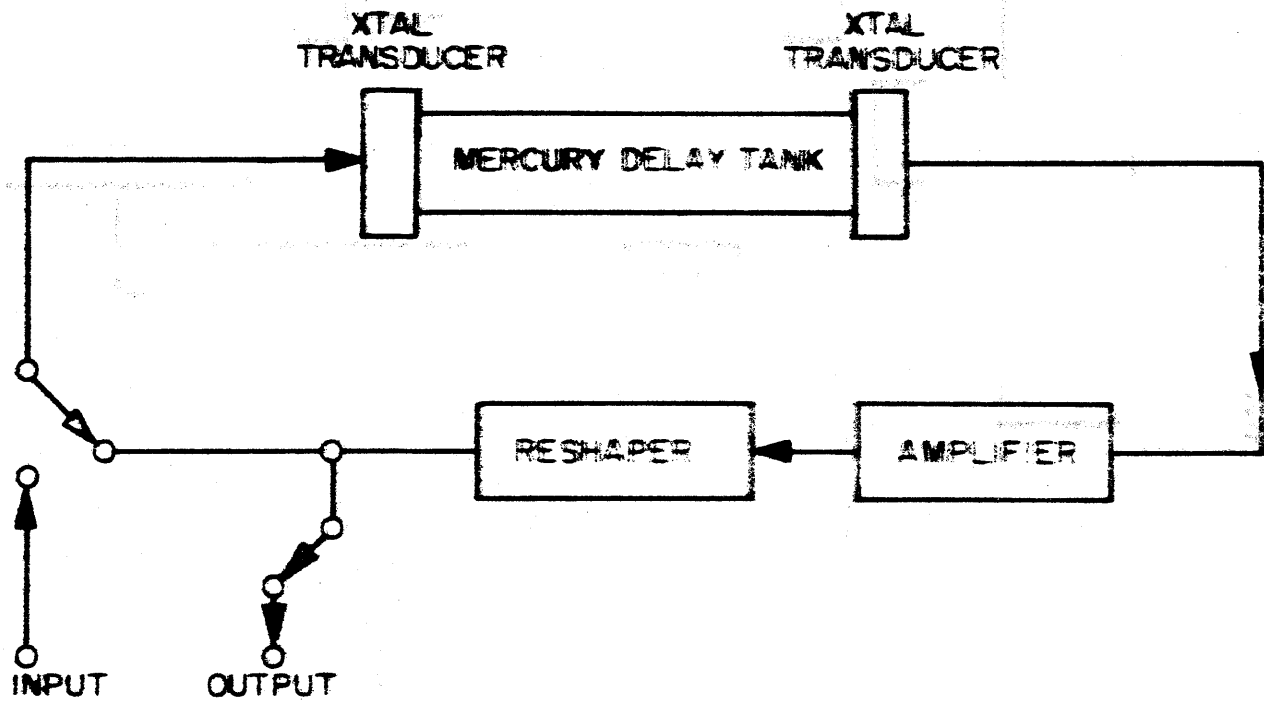 XTAL
TRANSDUCER
XTAL
TRANSDUCER
MERCURY DELAY TANK
RESHAPER
AMPLIFIER
INPUT
OUTPUT